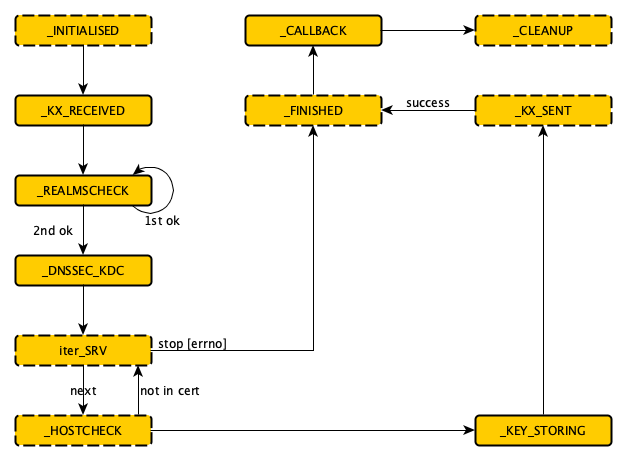 _INITIALISED
_CALLBACK
_CLEANUP
_KX_RECEIVED
_FINISHED
success
_KX_SENT
_REALMSCHECK
1st ok
2nd ok
_DNSSEC_KDC
iter_SRV
stop [errno]
next
not in cert
_HOSTCHECK
_KEY_STORING